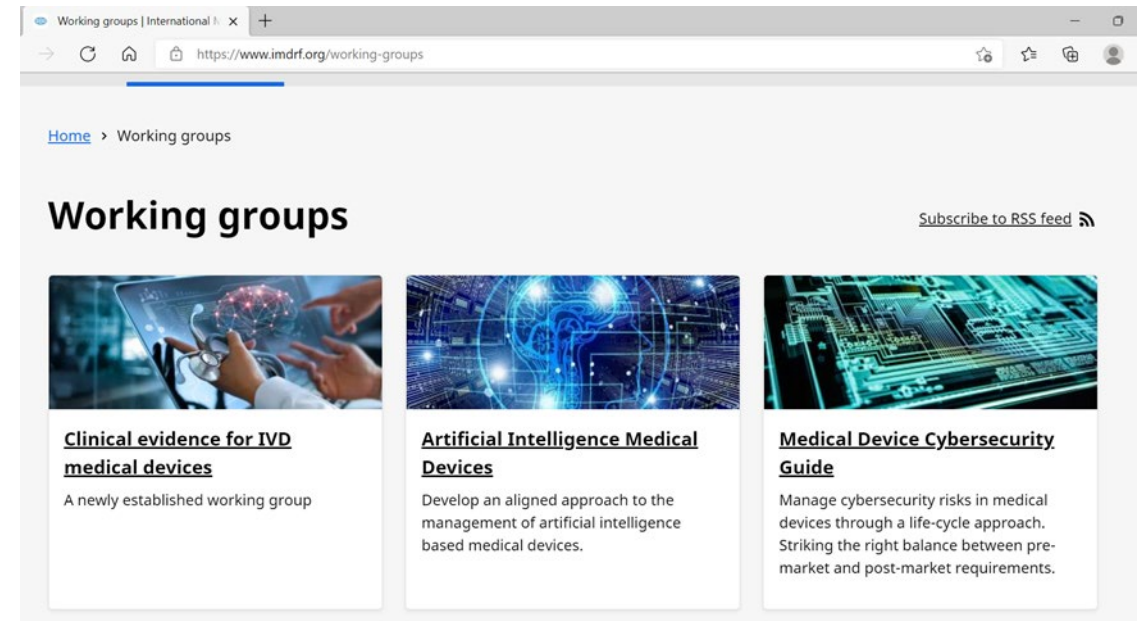 Working groups | International
https://www.imdrf.org/working-groups
Home > Working groups
Working groups
Subscribe to RSS feed
Clinical evidence for IVD
medical devices
A newly established working group
Artificial Intelligence Medical
Devices
Develop an aligned approach to the
management of artificial intelligence
based medical devices.
Medical Device Cybersecurity
Guide
Manage cybersecurity risks in medical
devices through a life-cycle approach.
Striking the right balance between pre-
market and post-market requirements.